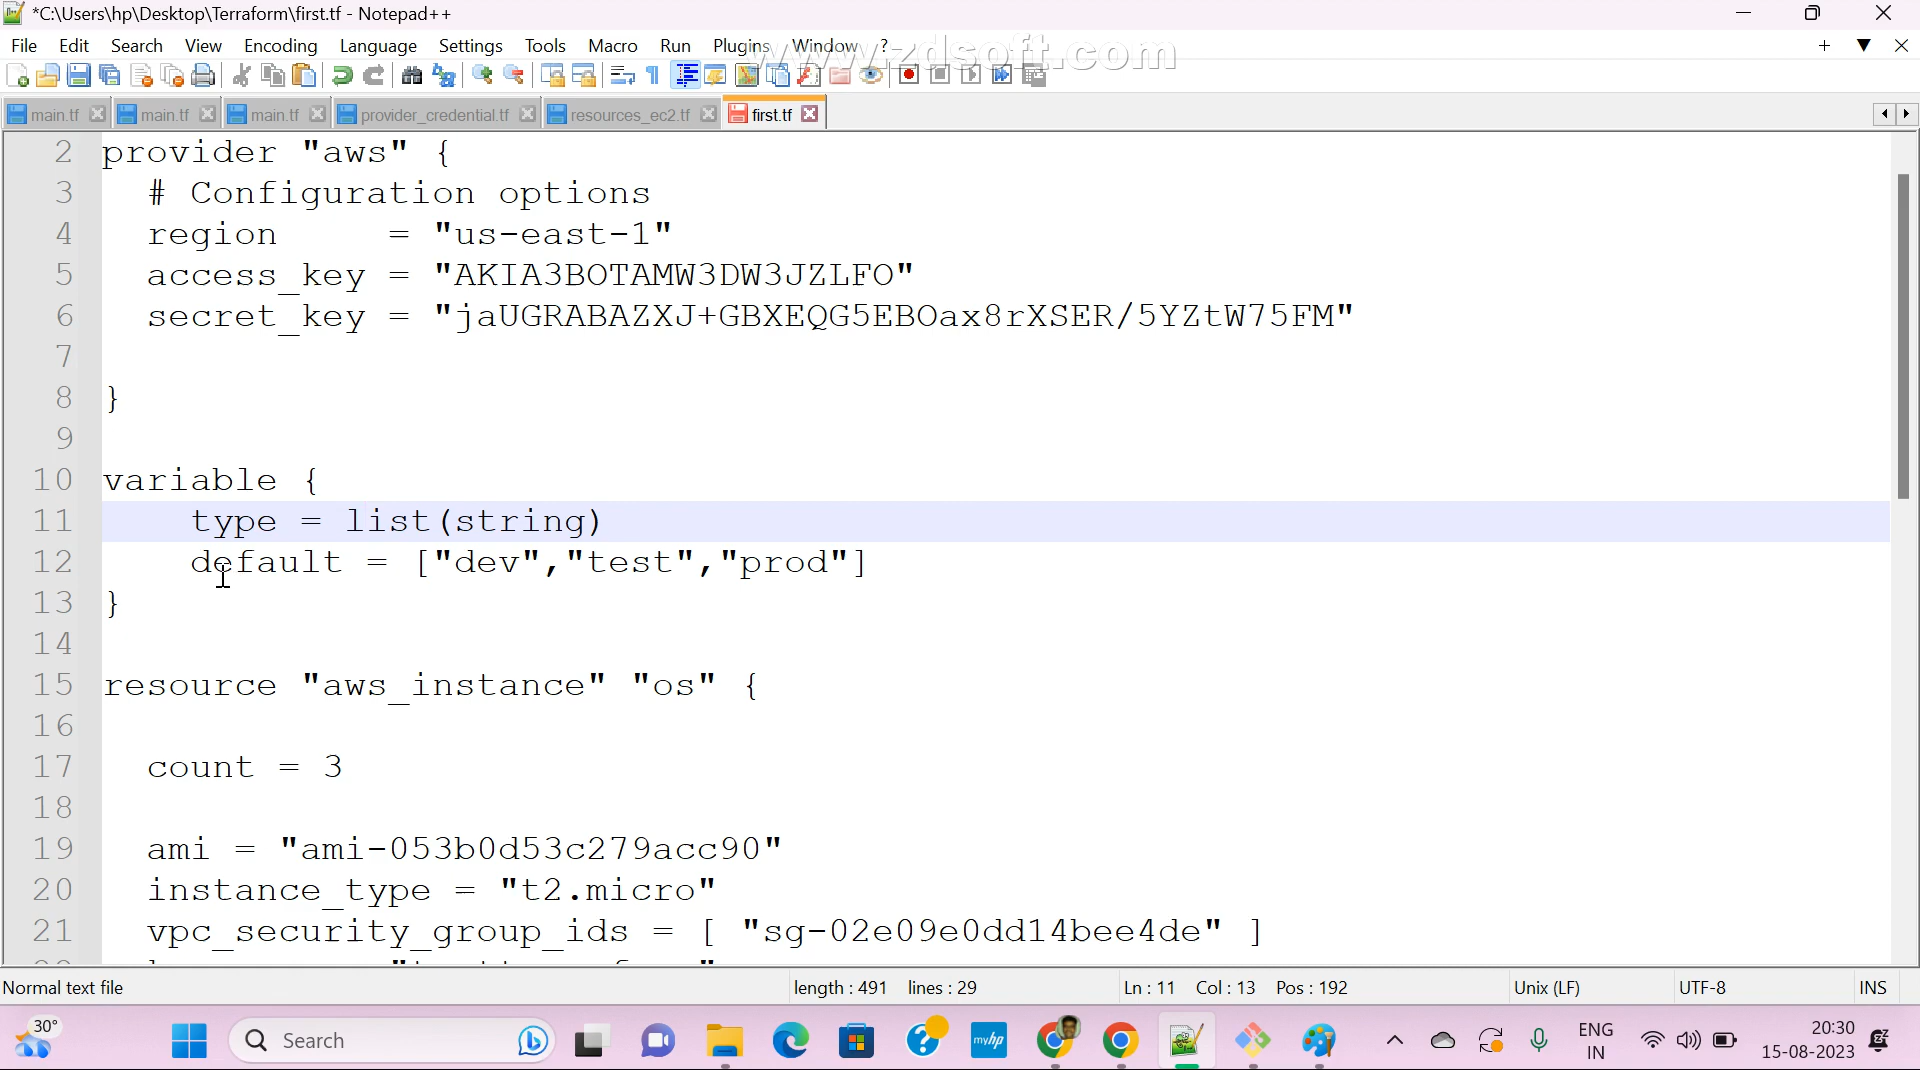 *C:\Users\hp\Desktop\Terraform\first.tf - Notepad++
File Edit Search View Encoding Language Settings Tools Macro Run Plugins Window ?
www.zdsoft.com
main.tf main.tf main.tf provider_credential.tf resources_ec2.tf first.tf
2 provider "aws" {
3 # Configuration options
4 region = "us-east-1"
5 access_key = "AKIA3BOTAMW3DW3JZLFO"
6 secret_key = "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"
7
8 }
9
10 variable {
11 type = list(string)
12 default = ["dev","test","prod"]
13 }
14
15 resource "aws_instance" "os" {
16
17 count = 3
18
19 ami = "ami-053b0d53c279acc90"
20 instance_type = "t2.micro"
21 vpc_security_group_ids = [ "sg-02e09e0dd14bee4de" ]
Normal text file length : 491 lines : 29 Ln : 11 Col : 13 Pos : 192 Unix (LF) UTF-8 INS
30° Search myhp ENG IN 20:30
15-08-2023